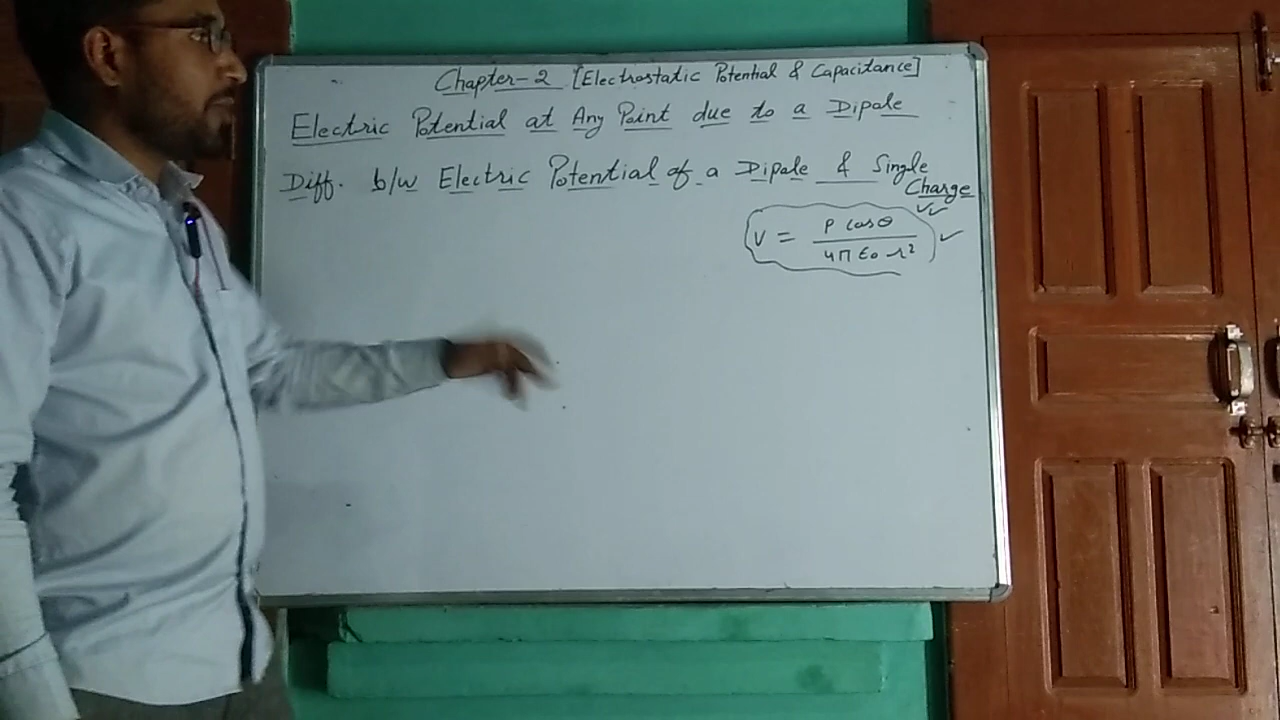 Chapter-2 [Electrostatic Potential & Capacitance]
Electric Potential at Any Point due to a Dipole
Diff. b/w Electric Potential of a Dipole & Single
Charge
V = P cosθ / 4π ε0 r²